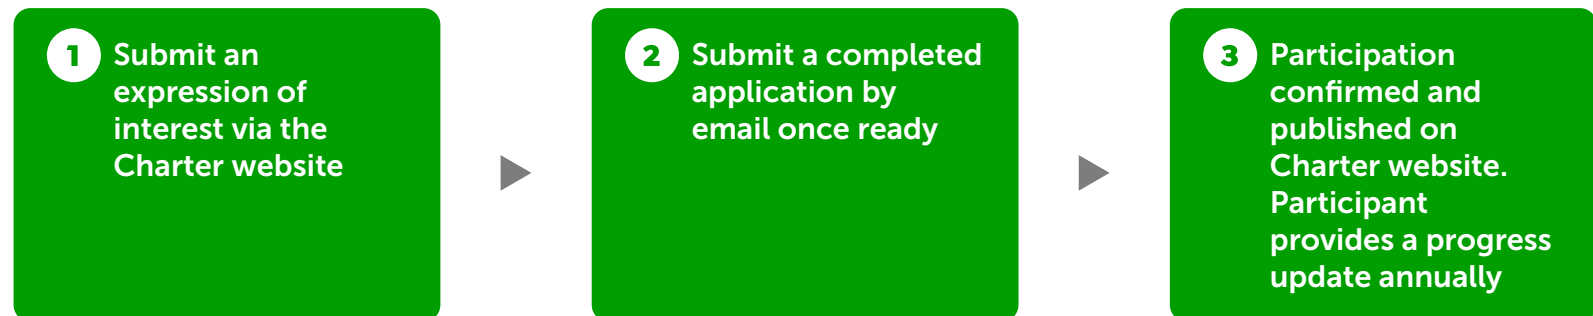 1 Submit an
expression of
interest via the
Charter website
2 Submit a completed
application by
email once ready
3 Participation
confirmed and
published on
Charter website.
Participant
provides a progress
update annually